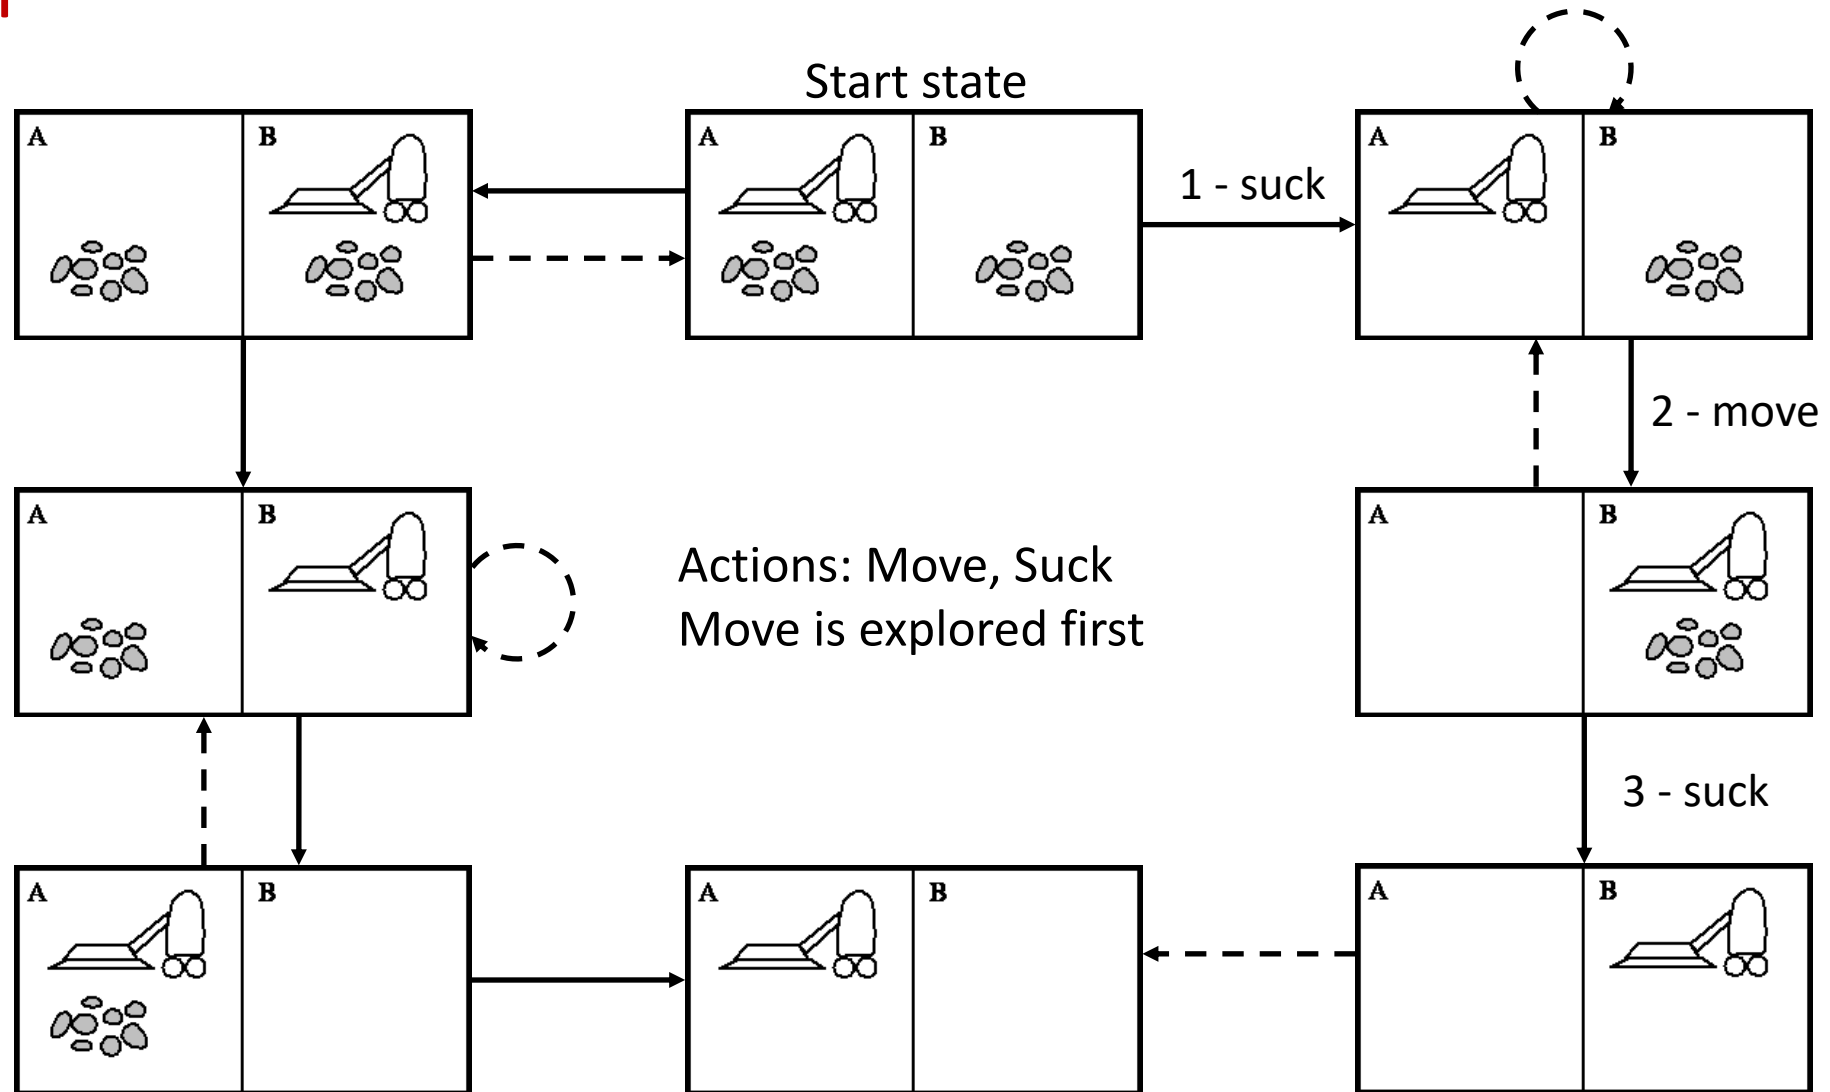 Start state
A
B
A
B
1 - suck
A
B
2 - move
A
B
Actions: Move, Suck
Move is explored first
A
B
3 - suck
A
B
A
B
A
B